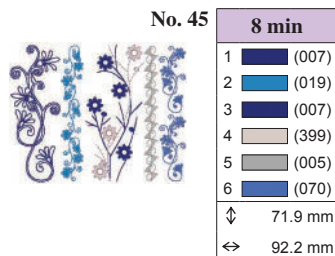 No. 45
8 min
1 (007)
2 (019)
3 (007)
4 (399)
5 (005)
6 (070)
↕ 71.9 mm
↔ 92.2 mm